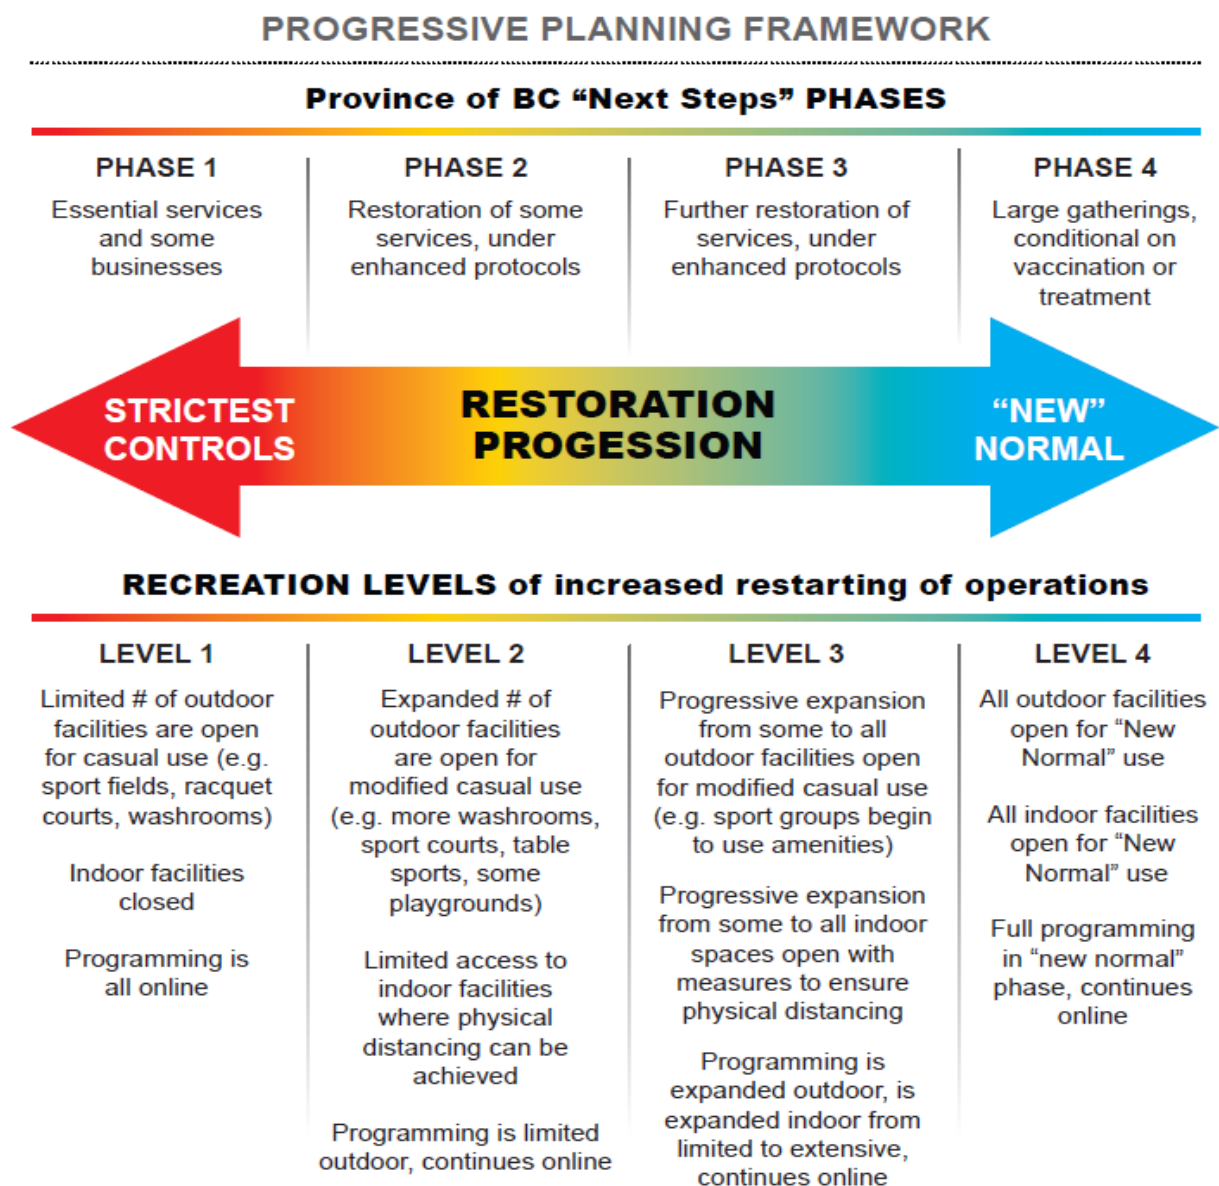 PROGRESSIVE PLANNING FRAMEWORK
Province of BC “Next Steps” PHASES
PHASE 1
Essential services
and some
businesses
PHASE 2
Restoration of some
services, under
enhanced protocols
PHASE 3
Further restoration of
services, under
enhanced protocols
PHASE 4
Large gatherings,
conditional on
vaccination or
treatment
STRICTEST
CONTROLS
RESTORATION
PROGESSION
“NEW”
NORMAL
RECREATION LEVELS of increased restarting of operations
LEVEL 1
Limited # of outdoor
facilities are open
for casual use (e.g.
sport fields, racquet
courts, washrooms)
Indoor facilities
closed
Programming is
all online
LEVEL 2
Expanded # of
outdoor facilities
are open for
modified casual use
(e.g. more washrooms,
sport courts, table
sports, some
playgrounds)
Limited access to
indoor facilities
where physical
distancing can be
achieved
Programming is limited
outdoor, continues online
LEVEL 3
Progressive expansion
from some to all
outdoor facilities open
for modified casual use
(e.g. sport groups begin
to use amenities)
Progressive expansion
from some to all indoor
spaces open with
measures to ensure
physical distancing
Programming is
expanded outdoor, is
expanded indoor from
limited to extensive,
continues online
LEVEL 4
All outdoor facilities
open for “New
Normal” use
All indoor facilities
open for “New
Normal” use
Full programming
in “new normal”
phase, continues
online